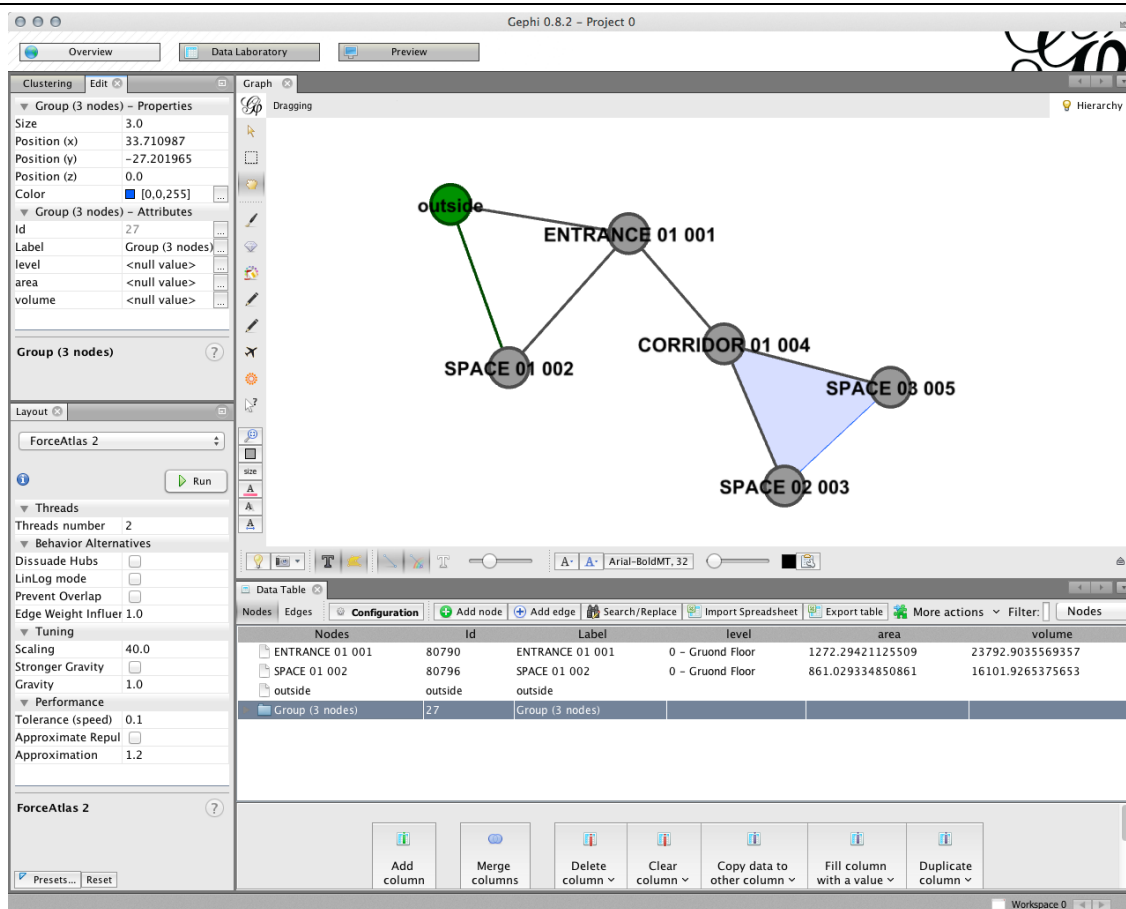 Gephi 0.8.2 – Project 0
Overview
Data Laboratory
Preview
Clustering Edit
Group (3 nodes) – Properties
Size 3.0
Position (x) 33.710987
Position (y) -27.201965
Position (z) 0.0
Color [0,0,255] ...
Group (3 nodes) – Attributes
Id 27 ...
Label Group (3 nodes) ...
level <null value> ...
area <null value> ...
volume <null value> ...
Group (3 nodes) ?
Layout
ForceAtlas 2
Run
Threads
Threads number 2
Behavior Alternatives
Dissuade Hubs
LinLog mode
Prevent Overlap
Edge Weight Influer 1.0
Tuning
Scaling 40.0
Stronger Gravity
Gravity 1.0
Performance
Tolerance (speed) 0.1
Approximate Repul
Approximation 1.2
ForceAtlas 2 ?
Presets... Reset
Graph
Dragging
Hierarchy
size
A
A
A
outside
ENTRANCE 01 001
CORRIDOR 01 004
SPACE 01 002
SPACE 03 005
SPACE 02 003
T T A- A- Arial-BoldMT, 32
Data Table
Nodes Edges Configuration Add node Add edge Search/Replace Import Spreadsheet Export table More actions Filter: Nodes
Nodes Id Label level area volume
ENTRANCE 01 001 80790 ENTRANCE 01 001 0 – Gruond Floor 1272.29421125509 23792.9035569357
SPACE 01 002 80796 SPACE 01 002 0 – Gruond Floor 861.029334850861 16101.9265375653
outside outside outside
Group (3 nodes) 27 Group (3 nodes)
Add column
Merge columns
Delete column
Clear column
Copy data to other column
Fill column with a value
Duplicate column
Workspace 0